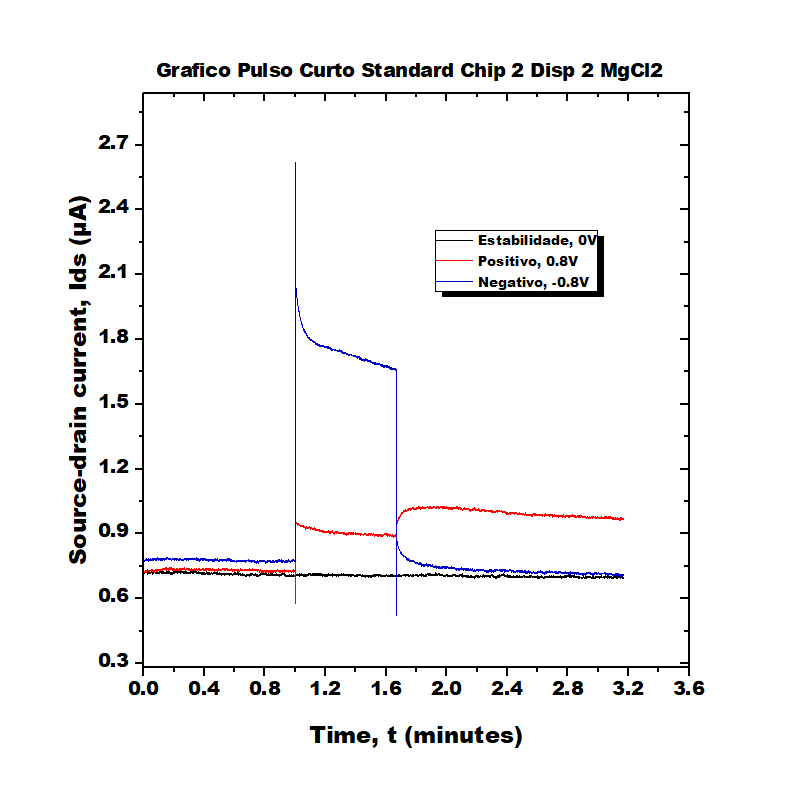 Grafico Pulso Curto Standard Chip 2 Disp 2 MgCl2
2.7
2.4
2.1
1.8
1.5
1.2
0.9
0.6
0.3
Source-drain current, Ids (µA)
Estabilidade, 0V
Positivo, 0.8V
Negativo, -0.8V
0.0 0.4 0.8 1.2 1.6 2.0 2.4 2.8 3.2 3.6
Time, t (minutes)